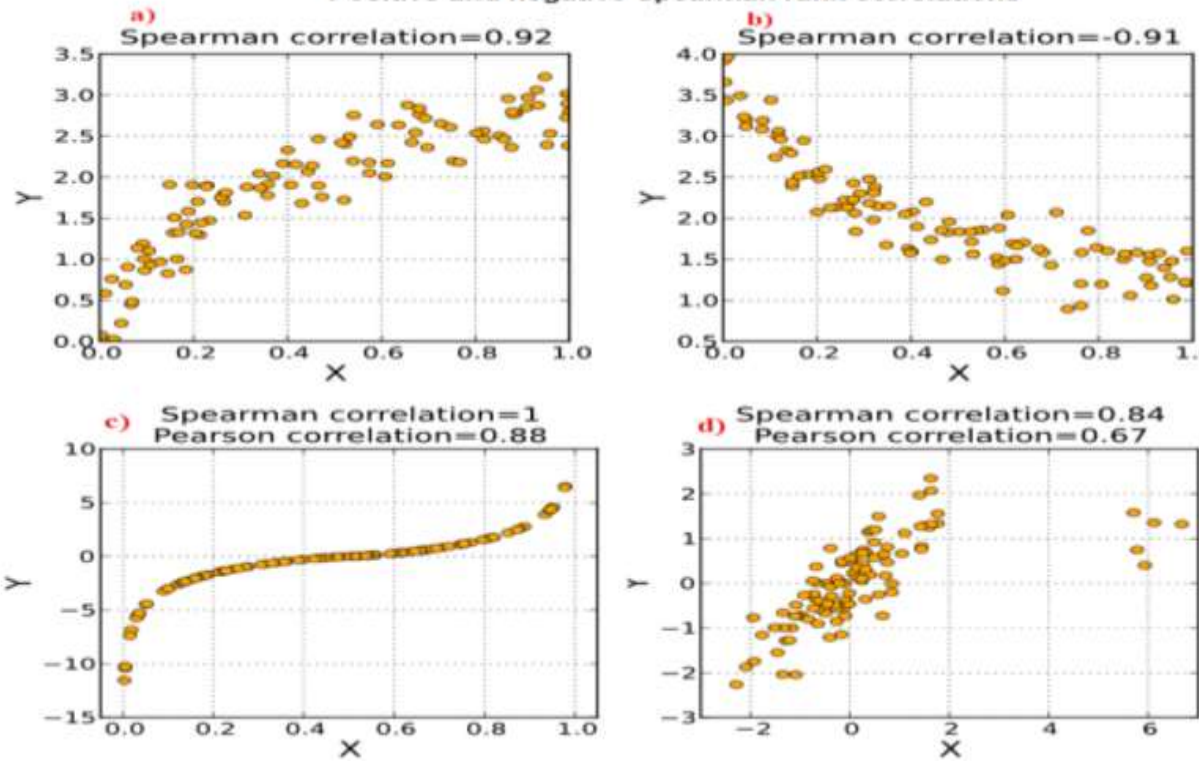 a)
Spearman correlation=0.92
3.5
3.0
2.5
2.0
1.5
1.0
0.5
0.0
0.0 0.2 0.4 0.6 0.8 1.0
X
Y
b)
Spearman correlation=-0.91
4.0
3.5
3.0
2.5
2.0
1.5
1.0
0.5
0.0 0.2 0.4 0.6 0.8 1.
X
Y
c)
Spearman correlation=1
Pearson correlation=0.88
10
5
0
−5
−10
−15
0.0 0.2 0.4 0.6 0.8 1.0
X
Y
d)
Spearman correlation=0.84
Pearson correlation=0.67
3
2
1
0
−1
−2
−3
−2 0 2 4 6
X
Y